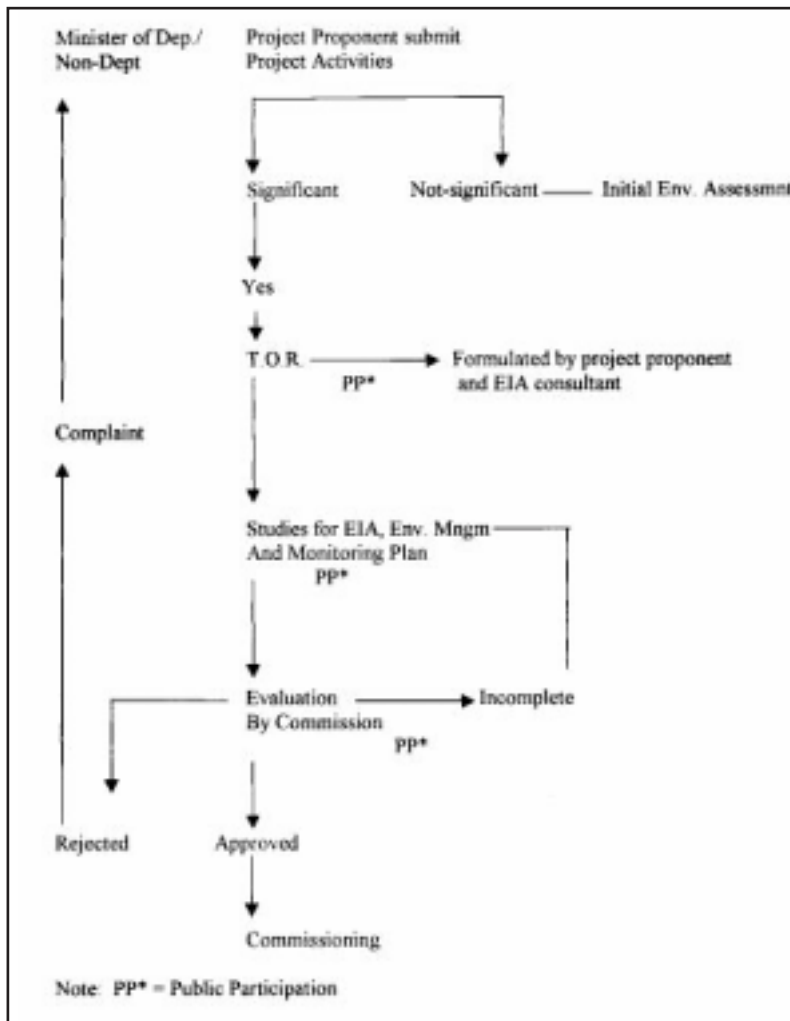 Minister of Dep./
Non-Dept
Project Proponent submit
Project Activities
Significant
Not-significant
Initial Env. Assessmnt
Yes
T.O.R.
PP*
Formulated by project proponent
and EIA consultant
Complaint
Studies for EIA, Env. Mngm
And Monitoring Plan
PP*
Evaluation
By Commission
PP*
Incomplete
Rejected
Approved
Commissioning
Note: PP* = Public Participation